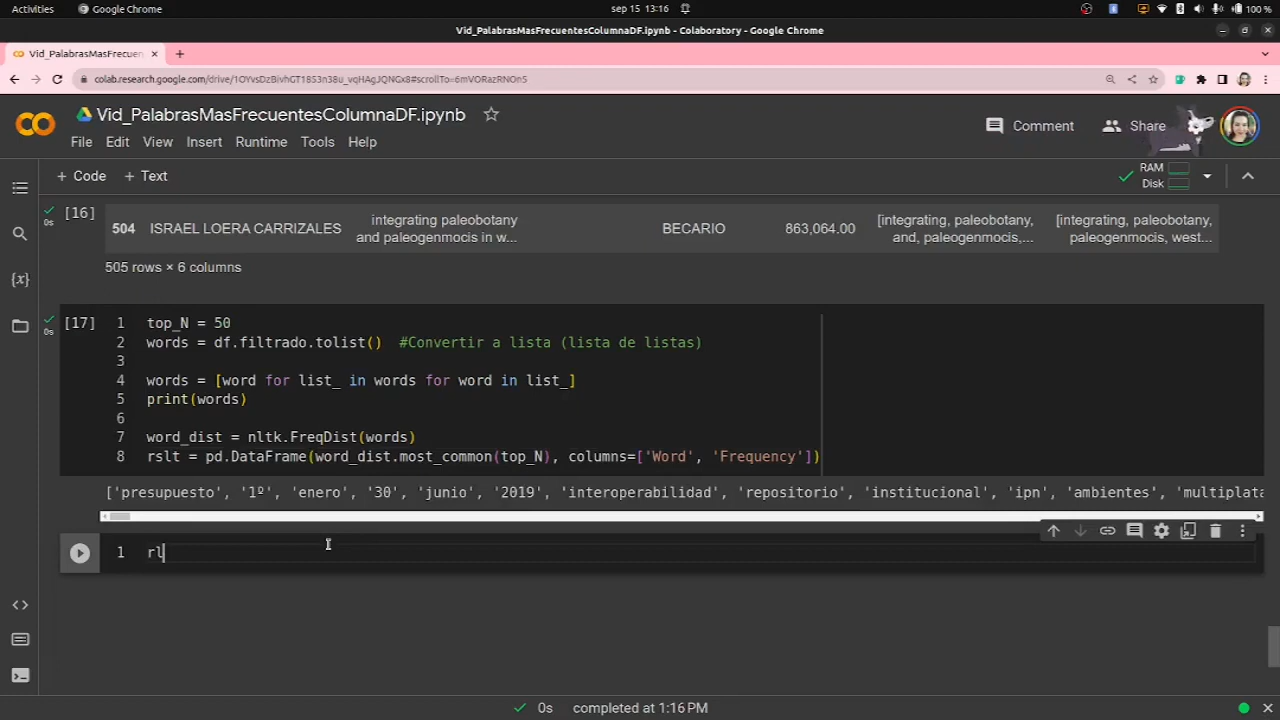 Activities
Google Chrome
sep 15 13:16
100 %
Vid_PalabrasMasFrecuentesColumnaDF.ipynb - Colaboratory - Google Chrome
Vid_PalabrasMasFrecuen
colab.research.google.com/drive/1OYvsDzBivhGT18S3n38u_vqHAgJQNGx8#scrollTo=6mVORazRNOn5
Vid_PalabrasMasFrecuentesColumnaDF.ipynb
Comment
Share
File Edit View Insert Runtime Tools Help
+ Code + Text
RAM
Disk
[16]
0s
504 ISRAEL LOERA CARRIZALES integrating paleobotany and paleogenmocis in w... BECARIO 863,064.00 [integrating, paleobotany, and, paleogenmocis,... [integrating, paleobotany, paleogenmocis, west...
505 rows × 6 columns
[17]
0s
1 top_N = 50
2 words = df.filtrado.tolist() #Convertir a lista (lista de listas)
3
4 words = [word for list_ in words for word in list_]
5 print(words)
6
7 word_dist = nltk.FreqDist(words)
8 rslt = pd.DataFrame(word_dist.most_common(top_N), columns=['Word', 'Frequency'])
['presupuesto', '1º', 'enero', '30', 'junio', '2019', 'interoperabilidad', 'repositorio', 'institucional', 'ipn', 'ambientes', 'multiplata
1 rl
0s completed at 1:16 PM